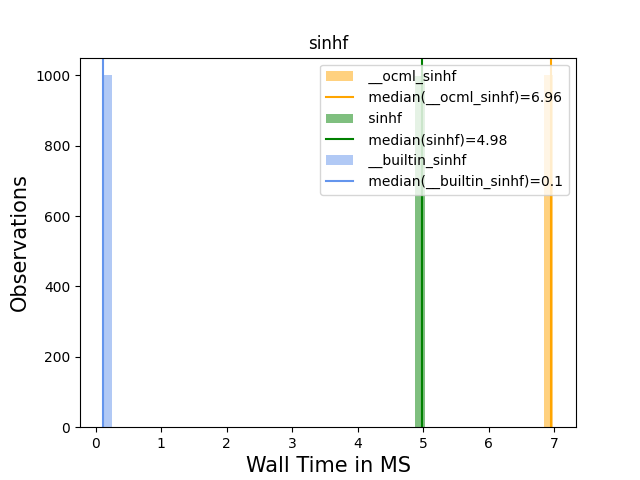 sinhf
__ocml_sinhf
median(__ocml_sinhf)=6.96
sinhf
median(sinhf)=4.98
__builtin_sinhf
median(__builtin_sinhf)=0.1
Observations
1000
800
600
400
200
0
0 1 2 3 4 5 6 7
Wall Time in MS